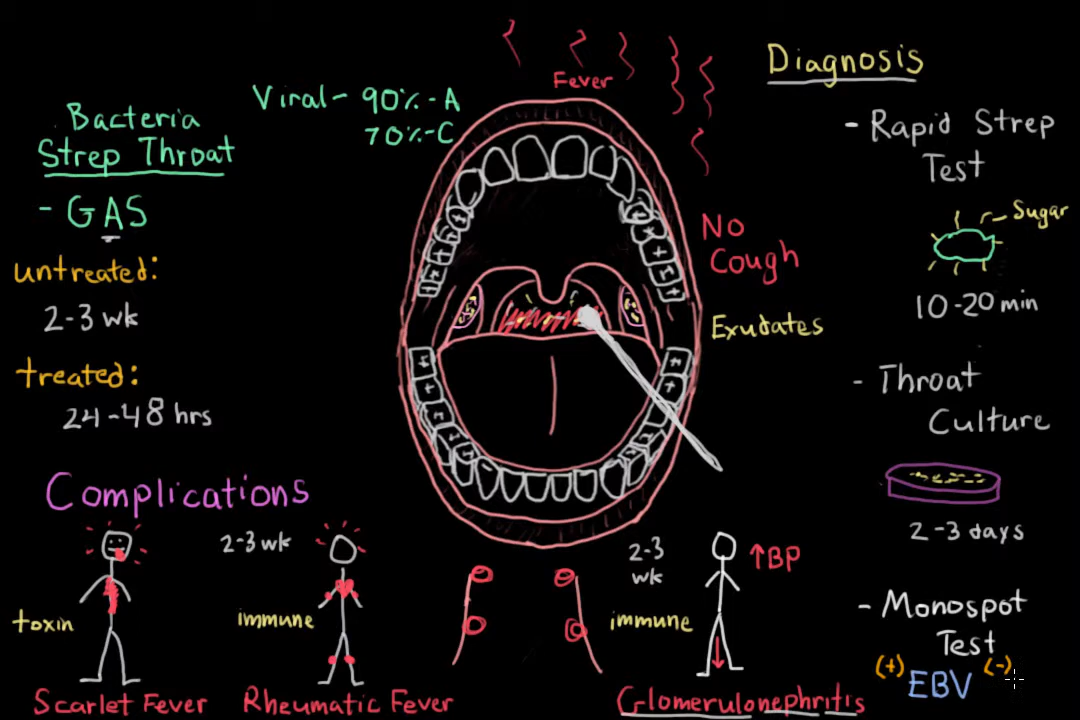 Bacteria
Strep Throat
- GAS
untreated:
2-3 wk
treated:
24-48 hrs
Viral - 90%-A
70%-C
Fever
No
Cough
Exudates
Diagnosis
- Rapid Strep
Test
Sugar
10-20 min
- Throat
Culture
2-3 days
- Monospot
Test
(+) EBV (-)
Complications
toxin
Scarlet Fever
2-3 wk
immune
Rheumatic Fever
2-3
wk
immune
↑BP
Glomerulonephritis